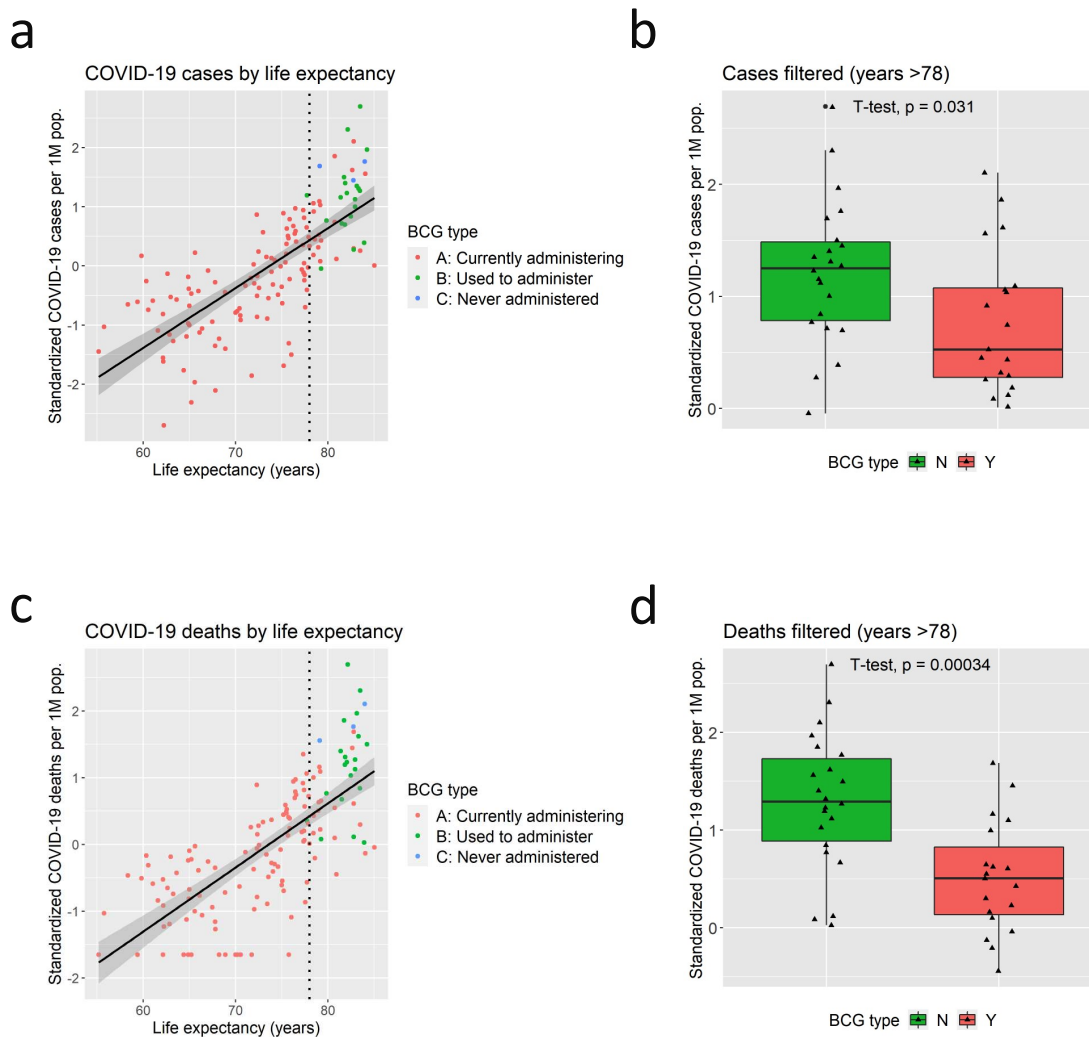 a
COVID-19 cases by life expectancy
Standardized COVID-19 cases per 1M pop.
2
1
0
-1
-2
60 70 80
Life expectancy (years)
BCG type
A: Currently administering
B: Used to administer
C: Never administered
b
Cases filtered (years >78)
T-test, p = 0.031
Standardized COVID-19 cases per 1M pop.
2
1
0
BCG type N Y
c
COVID-19 deaths by life expectancy
Standardized COVID-19 deaths per 1M pop.
2
1
0
-1
-2
60 70 80
Life expectancy (years)
BCG type
A: Currently administering
B: Used to administer
C: Never administered
d
Deaths filtered (years >78)
T-test, p = 0.00034
Standardized COVID-19 deaths per 1M pop.
2
1
0
BCG type N Y